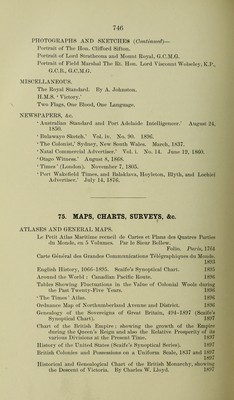 746
PHOTOGRAPHS AND SKETCHES (Continued)—
Portrait of The Hon. Clifford Sifton.
Portrait of Lord Strathcona and Mount Royal, G.C.M.G.
Portrait of Field Marshal The Rt. Hon. Lord Viscount Wolseley, K.P.,
G.C.B., G.C.M.G.
MISCELLANEOUS.
The Royal Standard. By A. Johnston.
H.M.S. 'Victory.'
Two Flags, One Blood, One Language.
NEWSPAPERS, &c.
'Australian Standard and Port Adelaide Intelligencer.' August 24,
1850.
'Bulawayo Sketch.' Vol. iv. No. 90. 1896.
'The Colonist,' Sydney, New South Wales. March, 1837.
'Natal Commercial Advertiser.' Vol. i. No. 14. June 12, 1860.
'Otago Witness.' August 8, 1868.
'Times' (London). November 7, 1805.
'Port Wakefield Times, and Balaklava, Hoyleton, Blyth, and Lochiel
Advertiser.' July 14, 1876.
75. MAPS, CHARTS, SURVEYS, &c.
ATLASES AND GENERAL MAPS.
Le Petit Atlas Maritime recueil de Cartes et Plans des Quatres Parties
du Monde, en 5 Volumes. Par le Sieur Bellew.
Folio. Paris, 1764
Carte Général des Grandes Communications Télégraphiques du Monde.
1893
English History, 1066–1895. Scaife's Synoptical Chart. 1895
Around the World : Canadian Pacific Route. 1896
Tables Showing Fluctuations in the Value of Colonial Wools during
the Past Twenty-Five Years. 1896
'The Times' Atlas. 1896
Ordnance Map of Northumberland Avenue and District. 1896
Genealogy of the Sovereigns of Great Britain, 494–1897 (Scaife's
Synoptical Chart). 1897
Chart of the British Empire ; showing the growth of the Empire
during the Queen's Reign and also the Relative Prosperity of its
various Divisions at the Present Time. 1897
History of the United States (Scaife's Synoptical Series). 1897
British Colonies and Possessions on a Uniform Scale, 1837 and 1897
1897
Historical and Genealogical Chart of the British Monarchy, showing
the Descent of Victoria. By Charles W. Lloyd. 1897